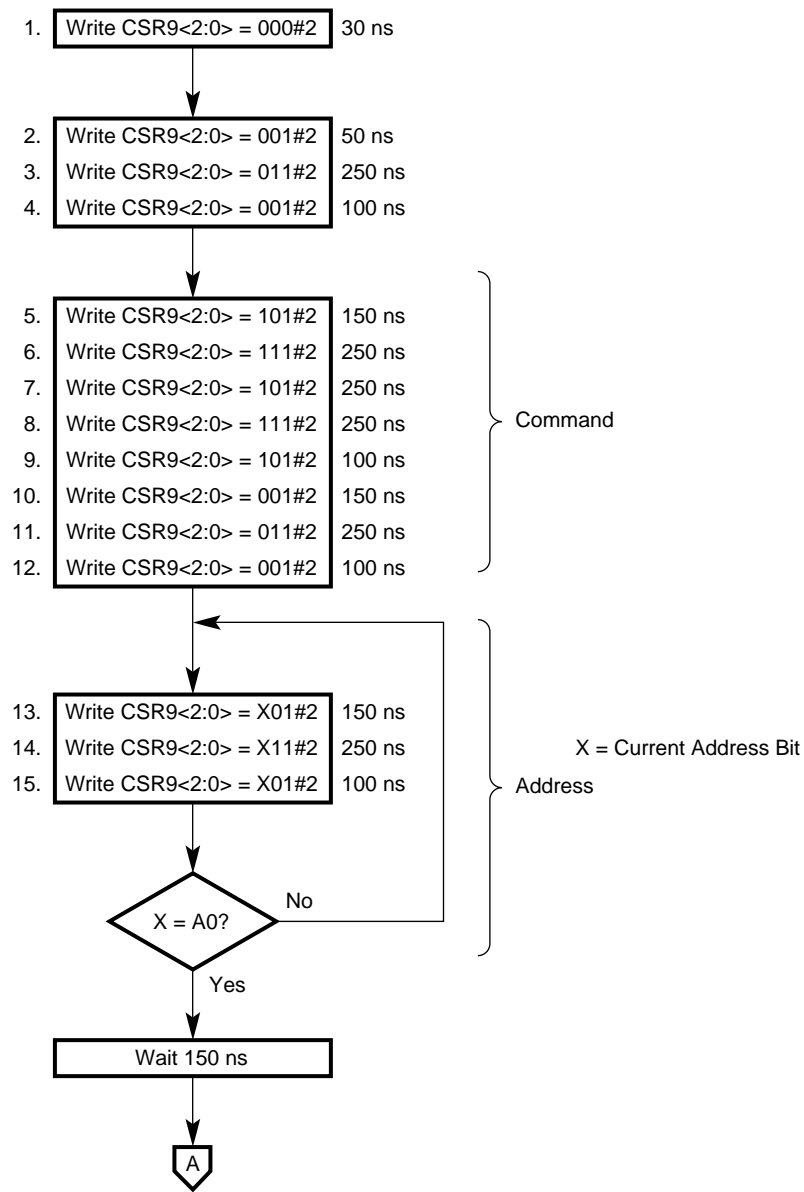 1. Write CSR9<2:0> = 000#2 30 ns
2. Write CSR9<2:0> = 001#2 50 ns
3. Write CSR9<2:0> = 011#2 250 ns
4. Write CSR9<2:0> = 001#2 100 ns
5. Write CSR9<2:0> = 101#2 150 ns
6. Write CSR9<2:0> = 111#2 250 ns
7. Write CSR9<2:0> = 101#2 250 ns
8. Write CSR9<2:0> = 111#2 250 ns
Command
9. Write CSR9<2:0> = 101#2 100 ns
10. Write CSR9<2:0> = 001#2 150 ns
11. Write CSR9<2:0> = 011#2 250 ns
12. Write CSR9<2:0> = 001#2 100 ns
13. Write CSR9<2:0> = X01#2 150 ns
14. Write CSR9<2:0> = X11#2 250 ns
X = Current Address Bit
15. Write CSR9<2:0> = X01#2 100 ns
Address
X = A0?
No
Yes
Wait 150 ns
A